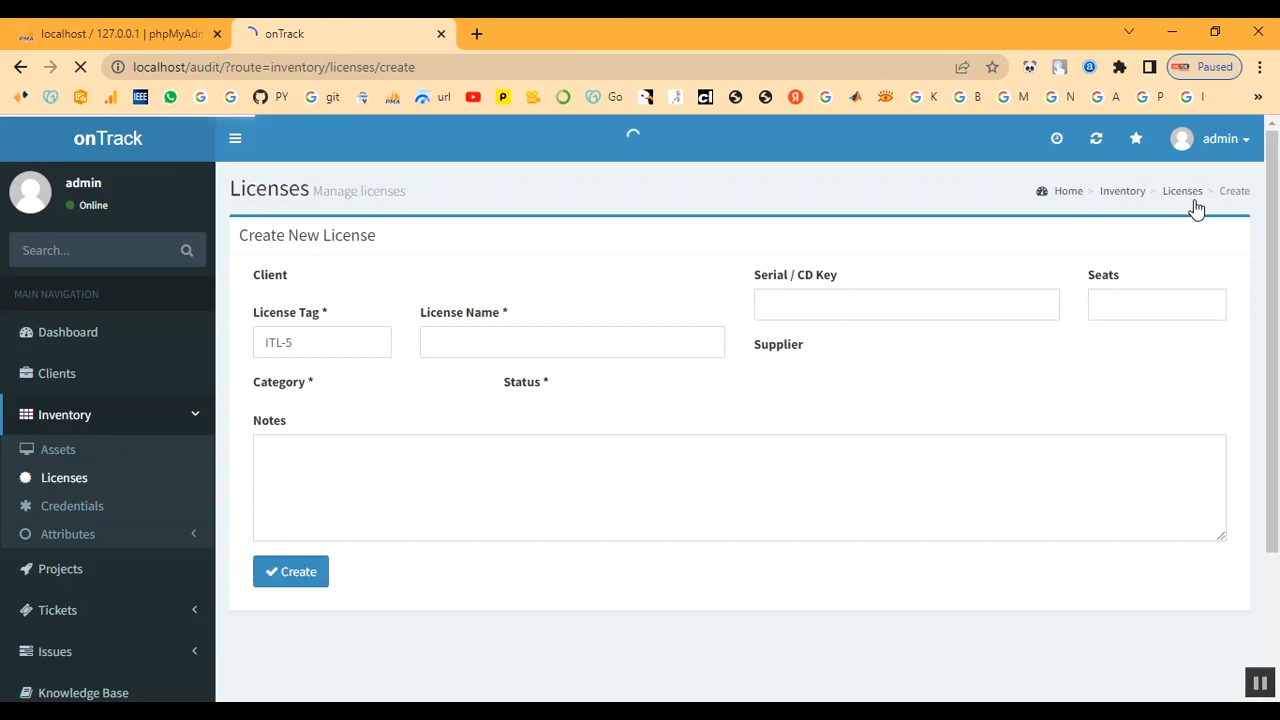 localhost / 127.0.0.1 | phpMyAdn
onTrack
localhost/audit/?route=inventory/licenses/create
Paused
IEEE
PY
git
url
Go
K
B
M
N
A
P
I
»
onTrack
admin
Licenses Manage licenses
Home > Inventory > Licenses > Create
admin
Online
Search...
MAIN NAVIGATION
Dashboard
Clients
Inventory
Assets
Licenses
Credentials
Attributes
Projects
Tickets
Issues
Knowledge Base
Create New License
Client
Serial / CD Key
Seats
License Tag *
License Name *
ITL-5
Supplier
Category *
Status *
Notes
Create